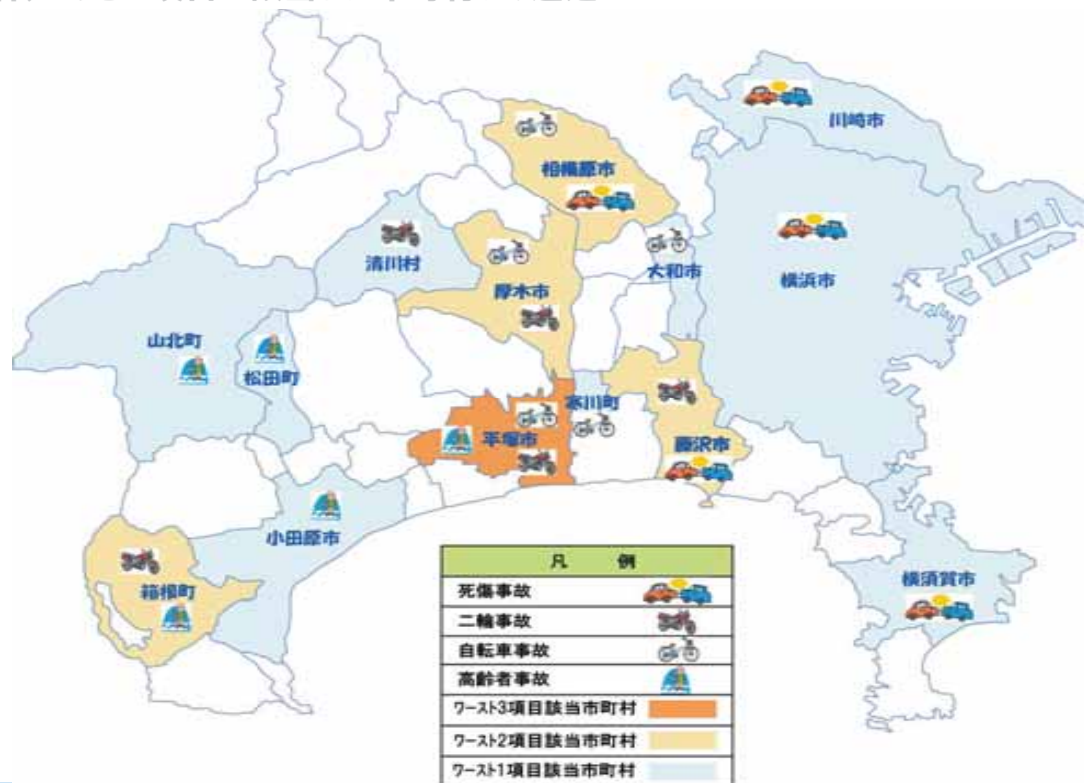 川崎市
相模原市
横浜市
大和市
清川村
厚木市
山北町
松田町
寒川町
平塚市
藤沢市
小田原市
横須賀市
箱根町
凡 例
死傷事故
二輪事故
自転車事故
高齢者事故
ワースト3項目該当市町村
ワースト2項目該当市町村
ワースト1項目該当市町村